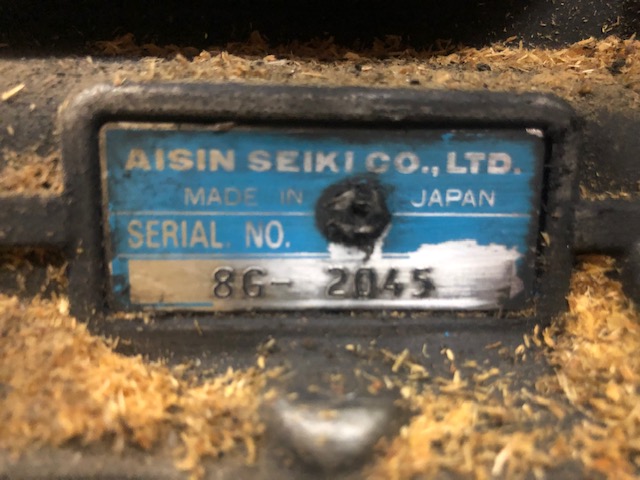 AISIN SEIKI CO., LTD.
MADE IN JAPAN
SERIAL NO.
8G- 2045